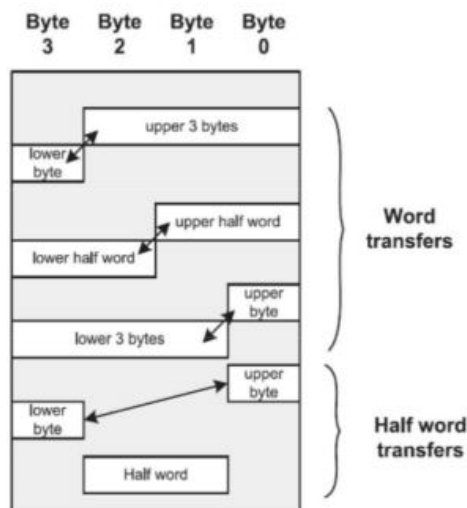 Byte Byte Byte Byte
3 2 1 0
upper 3 bytes
lower
byte
upper half word
lower half word
upper
byte
lower 3 bytes
Word
transfers
upper
byte
lower
byte
Half word
Half word
transfers